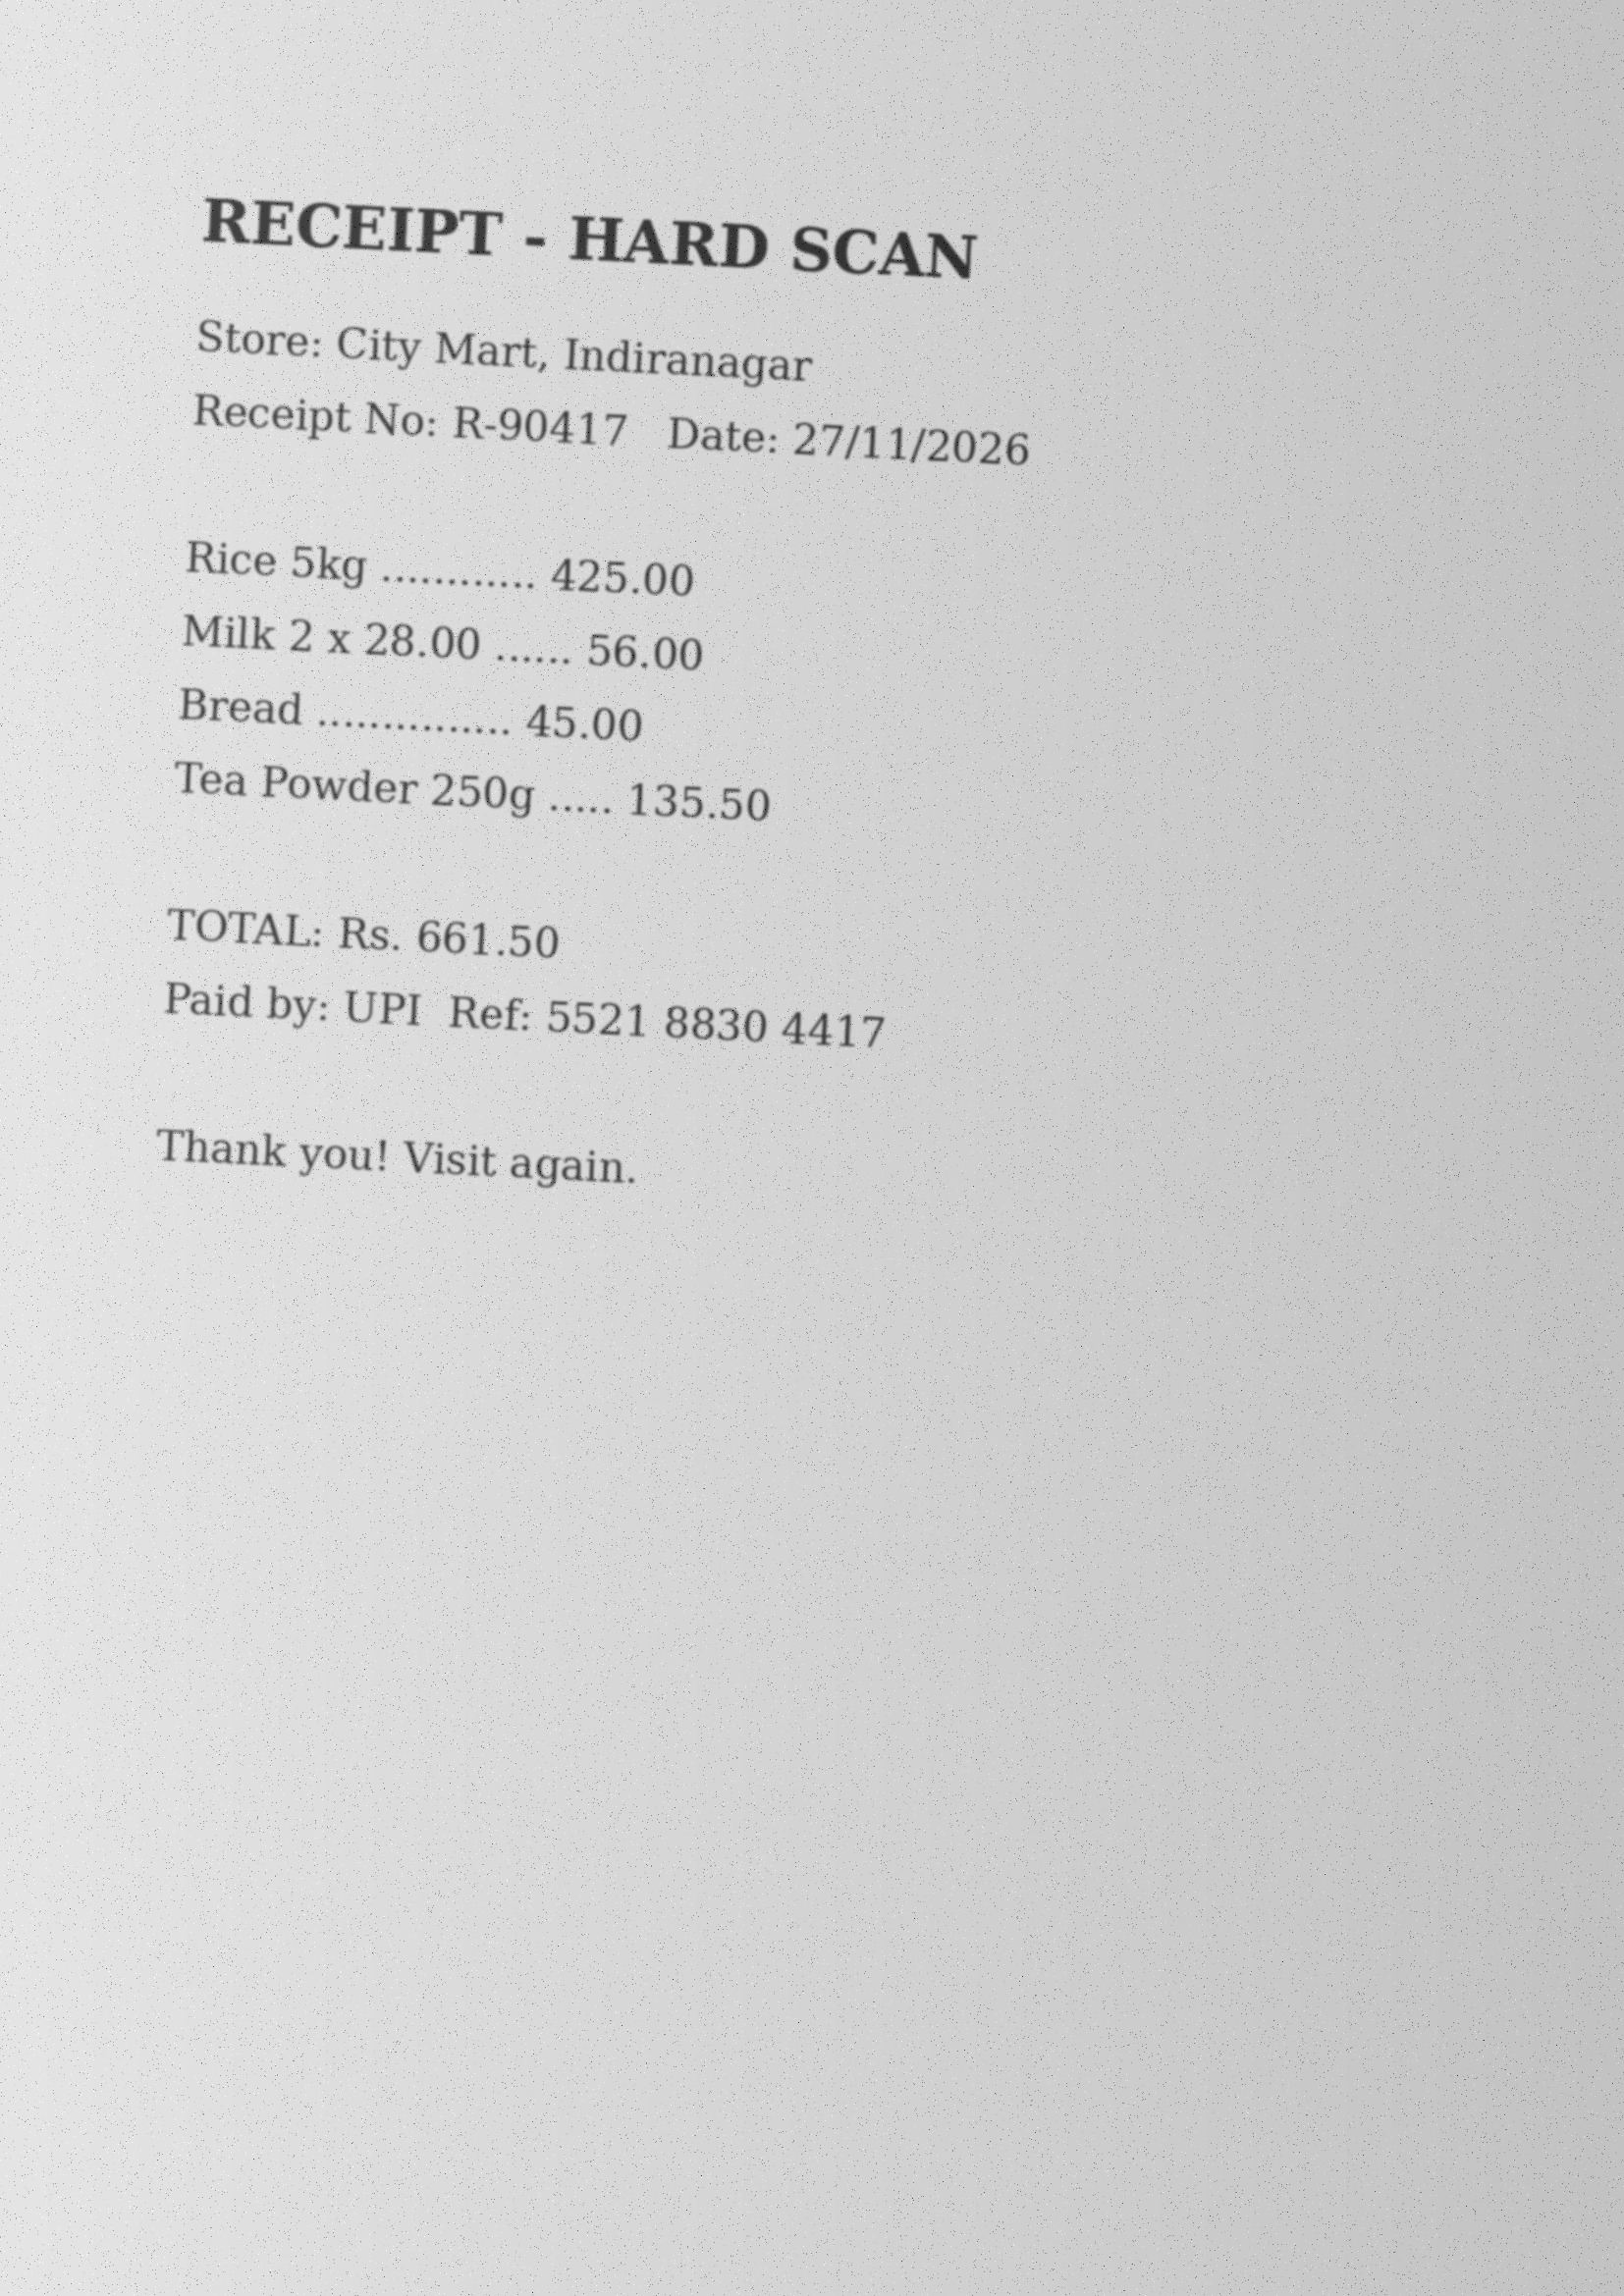 RECEIPT - HARD SCAN
Store: City Mart, Indiranagar
Receipt No: R-90417   Date: 27/11/2026
Rice 5kg ............ 425.00
Milk 2 x 28.00 ...... 56.00
Bread ............... 45.00
Tea Powder 250g ..... 135.50
TOTAL: Rs. 661.50
Paid by: UPI  Ref: 5521 8830 4417
Thank you! Visit again.